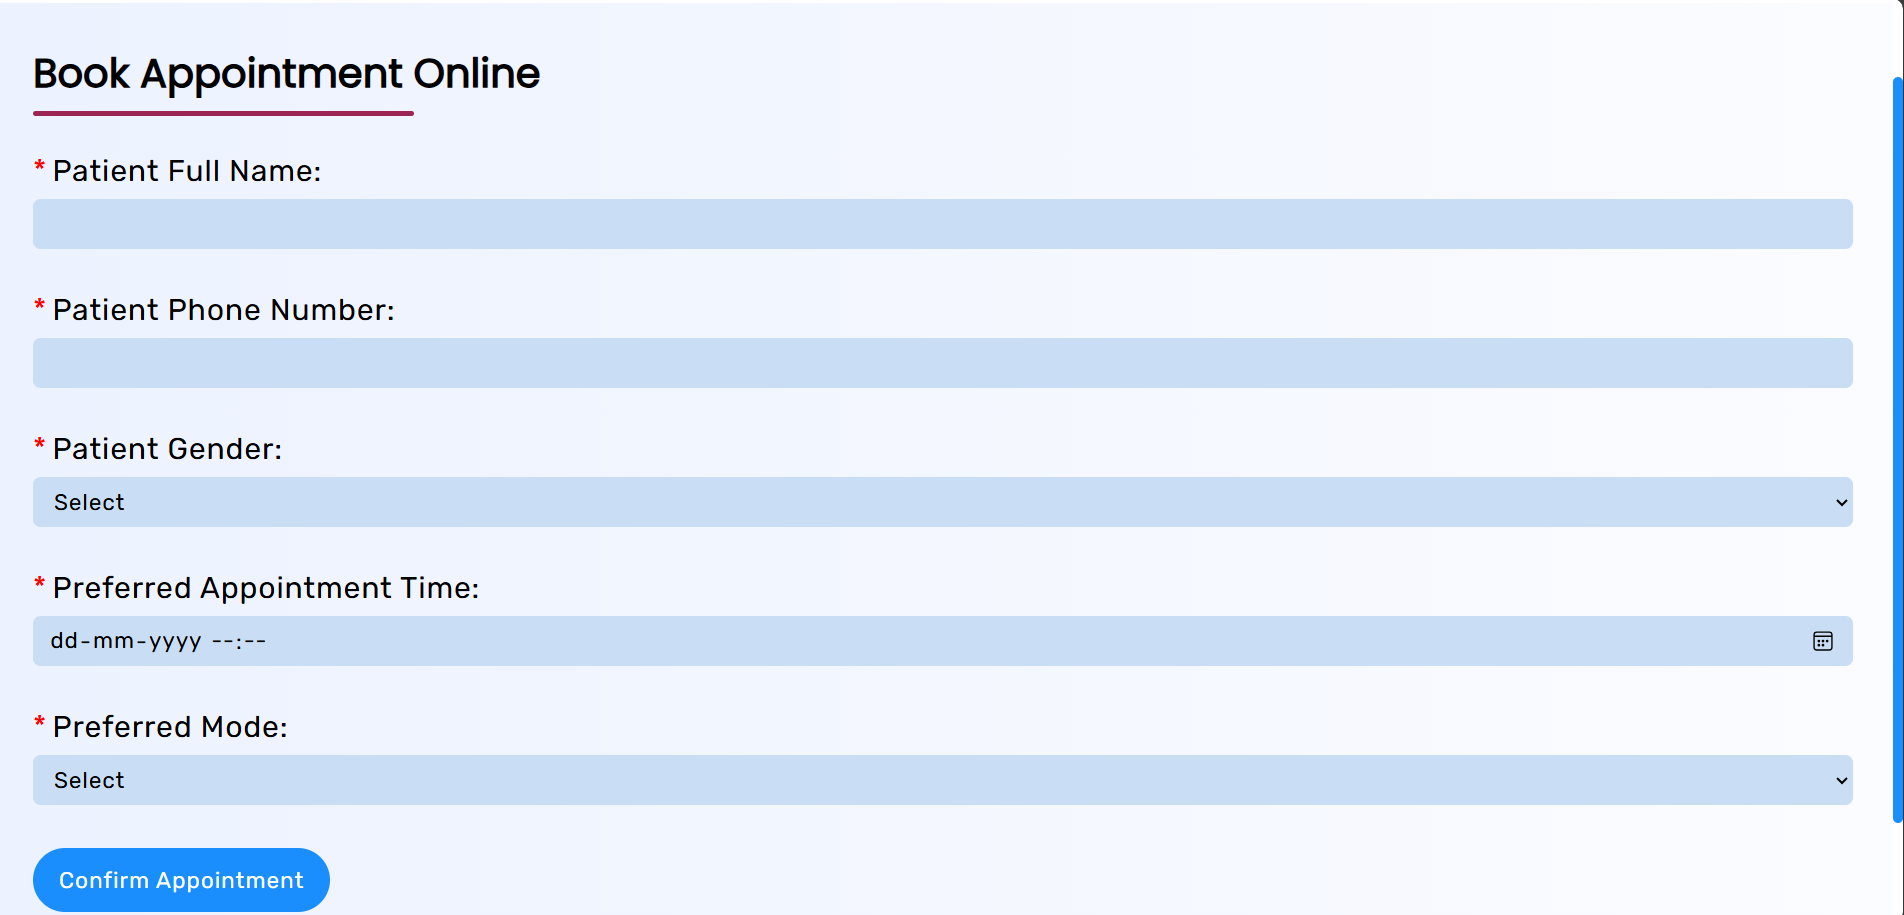 Book Appointment Online
* Patient Full Name:
* Patient Phone Number:
* Patient Gender:
Select
* Preferred Appointment Time:
dd-mm-yyyy --:--
* Preferred Mode:
Select
Confirm Appointment